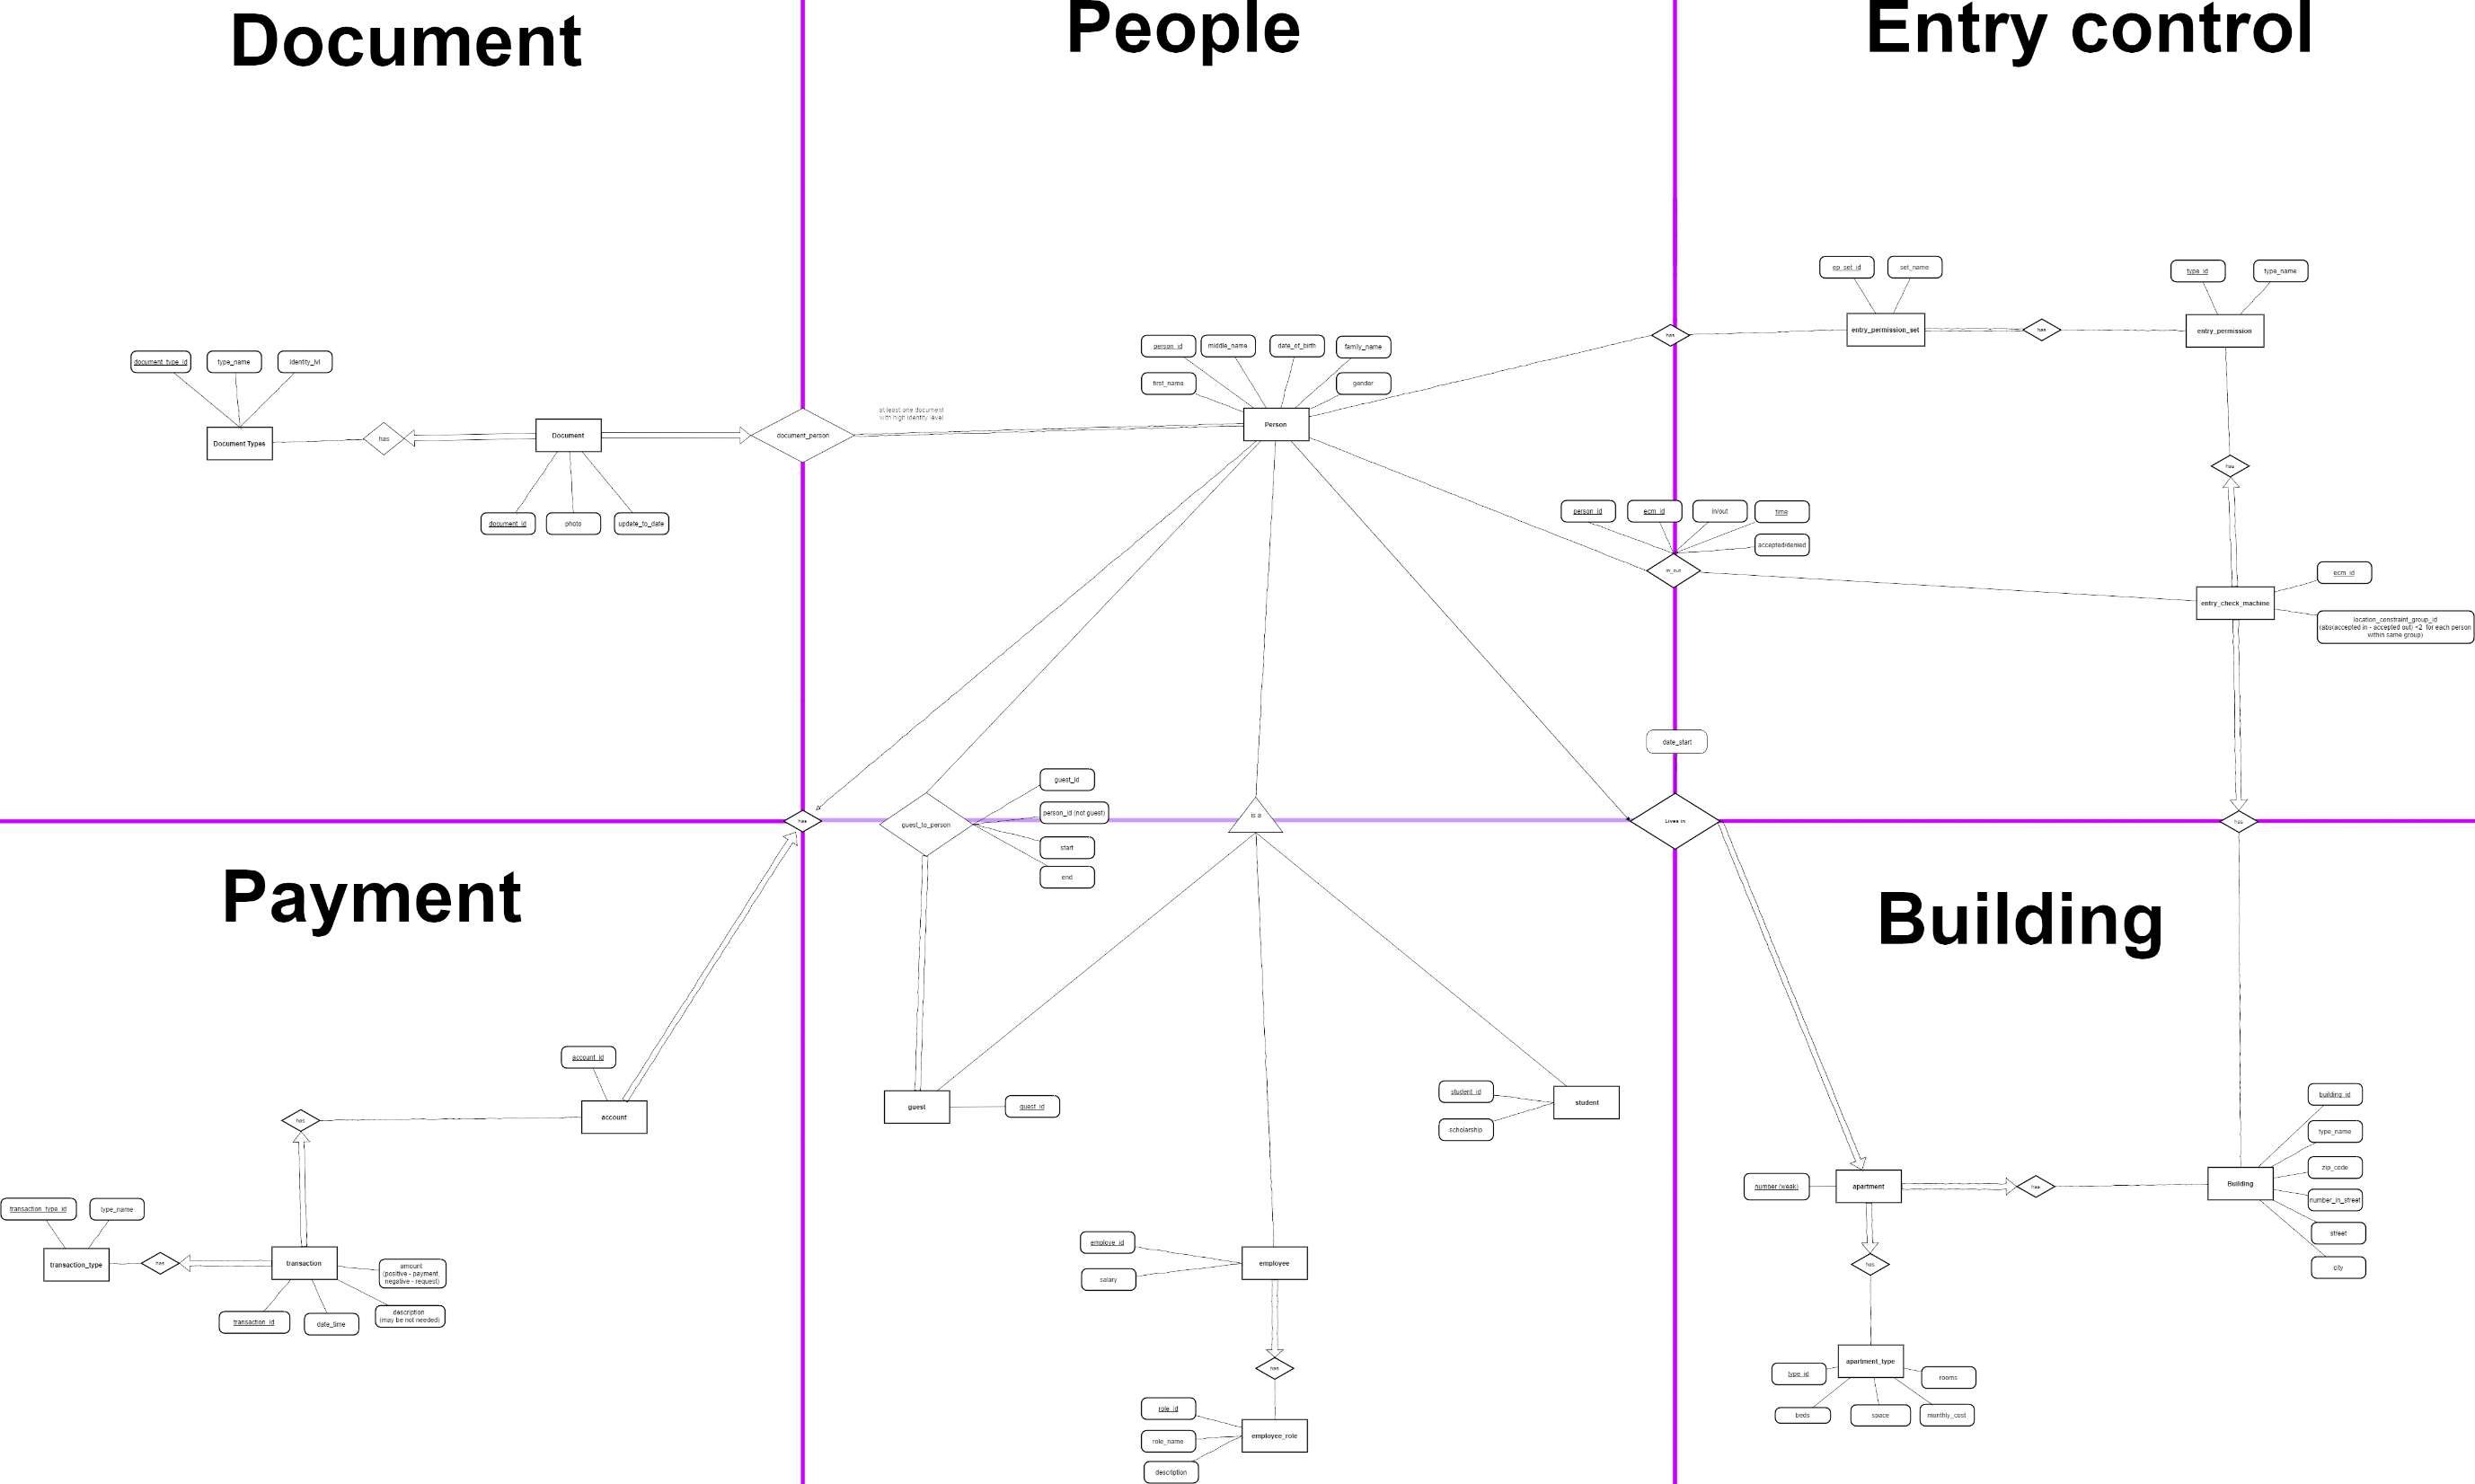 Document
People
Entry control
ep_set_id
set_name
type_id
type_name
entry_permission_set
has
entry_permission
has
person_id
middle_name
date_of_birth
family_name
first_name
gender
Person
document_type_id
type_name
identity_lvl
Document Types
has
Document
document_person
at least one document
with high identity level
document_id
photo
update_to_date
has
person_id
ecm_id
in/out
time
accepted/denied
in_out
ecm_id
entry_check_machine
location_constraint_group_id
(abs(accepted in - accepted out) <2 for each person
within same group)
date_start
guest_id
person_id (not guest)
start
end
has
guest_to_person
is a
Lives in
has
Payment
Building
account_id
account
has
guest
guest_id
student_id
scholarship
student
building_id
type_name
zip_code
number_in_street
street
city
Building
number (weak)
apartment
has
has
transaction_type_id
type_name
transaction_type
has
transaction
amount
(positive - payment,
negative - request)
description
(may be not needed)
transaction_id
date_time
employe_id
salary
employee
has
role_id
role_name
description
employee_role
apartment_type
type_id
rooms
beds
space
monthly_cost